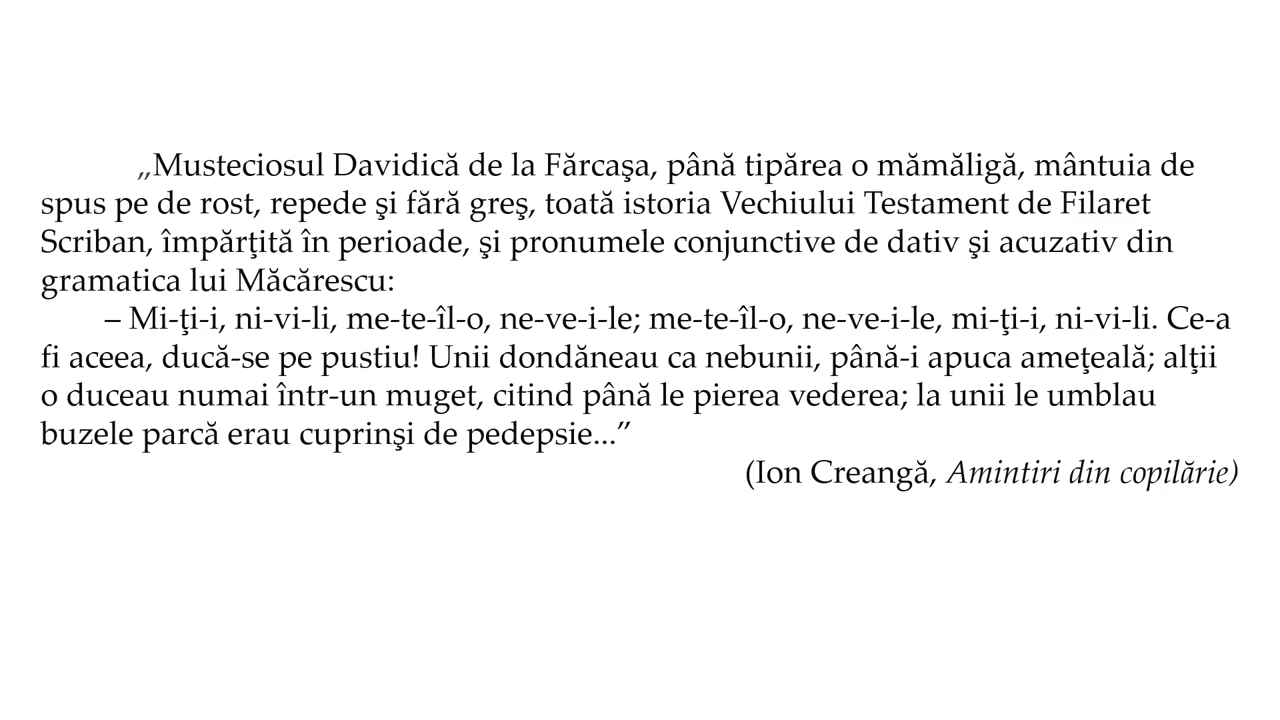 „Musteciosul Davidică de la Fărcaşa, până tipărea o mămăligă, mântuia de
spus pe de rost, repede şi fără greş, toată istoria Vechiului Testament de Filaret
Scriban, împărţită în perioade, şi pronumele conjunctive de dativ şi acuzativ din
gramatica lui Măcărescu:
– Mi-ţi-i, ni-vi-li, me-te-îl-o, ne-ve-i-le; me-te-îl-o, ne-ve-i-le, mi-ţi-i, ni-vi-li. Ce-a
fi aceea, ducă-se pe pustiu! Unii dondăneau ca nebunii, până-i apuca ameţeală; alţii
o duceau numai într-un muget, citind până le pierea vederea; la unii le umblau
buzele parcă erau cuprinşi de pedepsie...”
(Ion Creangă, Amintiri din copilărie)